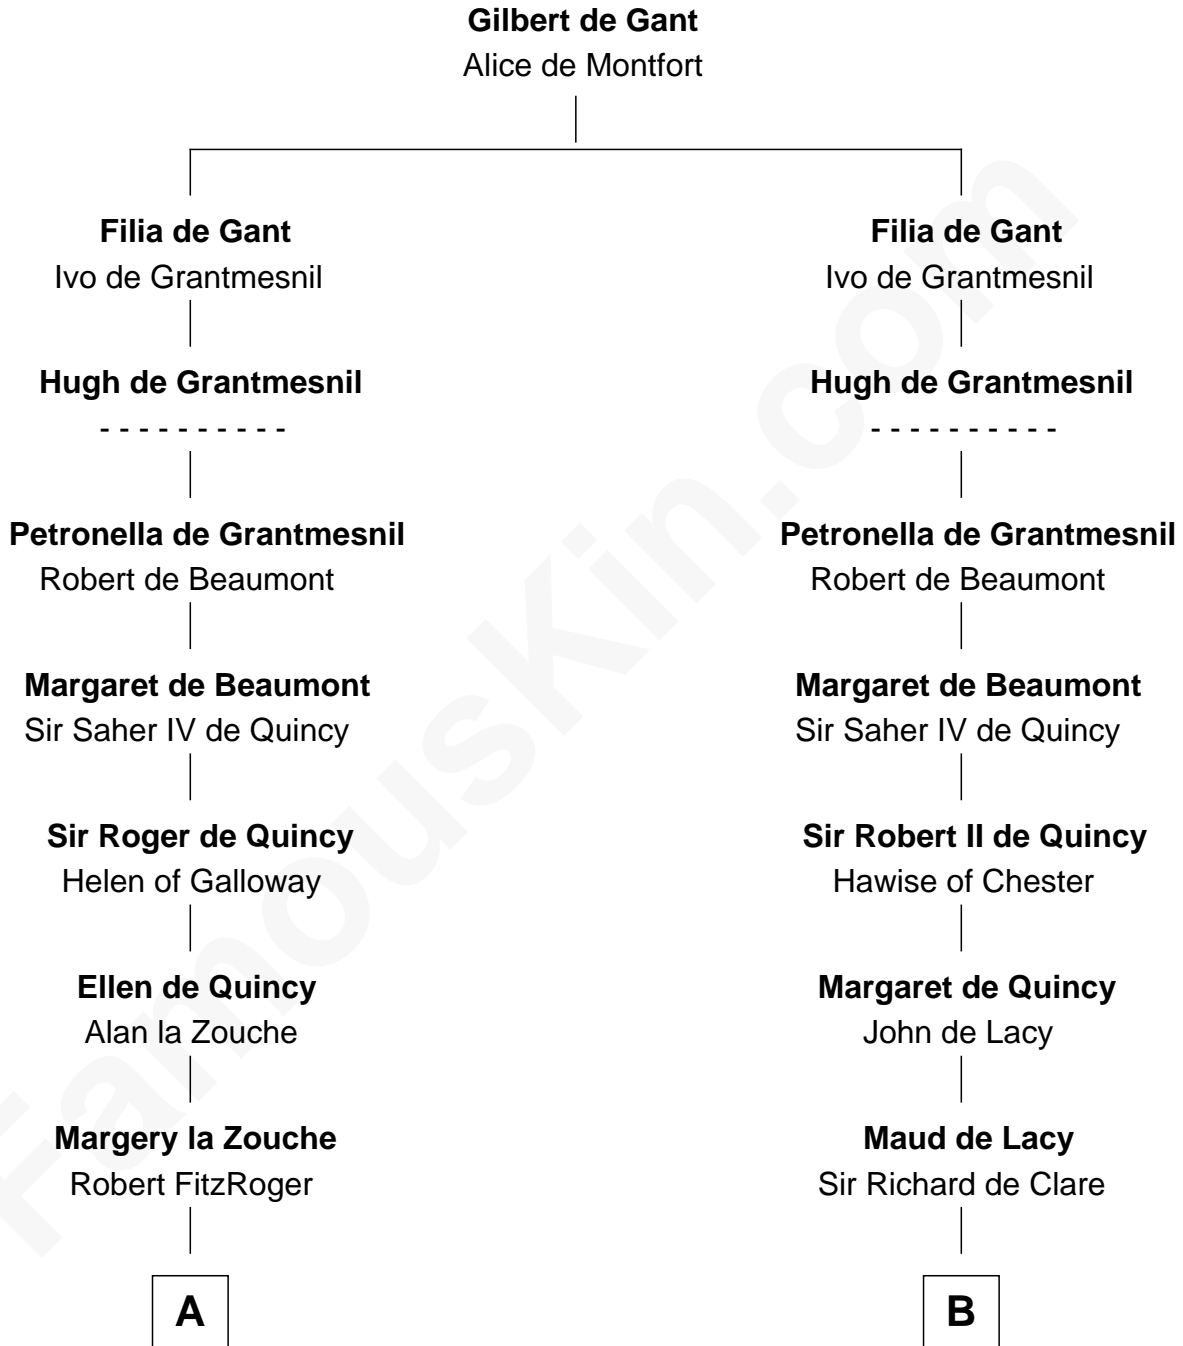 Gilbert de Gant
Alice de Montfort
Filia de Gant
Ivo de Grantmesnil
Filia de Gant
Ivo de Grantmesnil
Hugh de Grantmesnil
- - - - - - - - - -
Hugh de Grantmesnil
- - - - - - - - - -
Petronella de Grantmesnil
Robert de Beaumont
Petronella de Grantmesnil
Robert de Beaumont
Margaret de Beaumont
Sir Saher IV de Quincy
Margaret de Beaumont
Sir Saher IV de Quincy
Sir Roger de Quincy
Helen of Galloway
Sir Robert II de Quincy
Hawise of Chester
Ellen de Quincy
Alan la Zouche
Margaret de Quincy
John de Lacy
Margery la Zouche
Robert FitzRoger
Maud de Lacy
Sir Richard de Clare
A
B
FamousKin.com